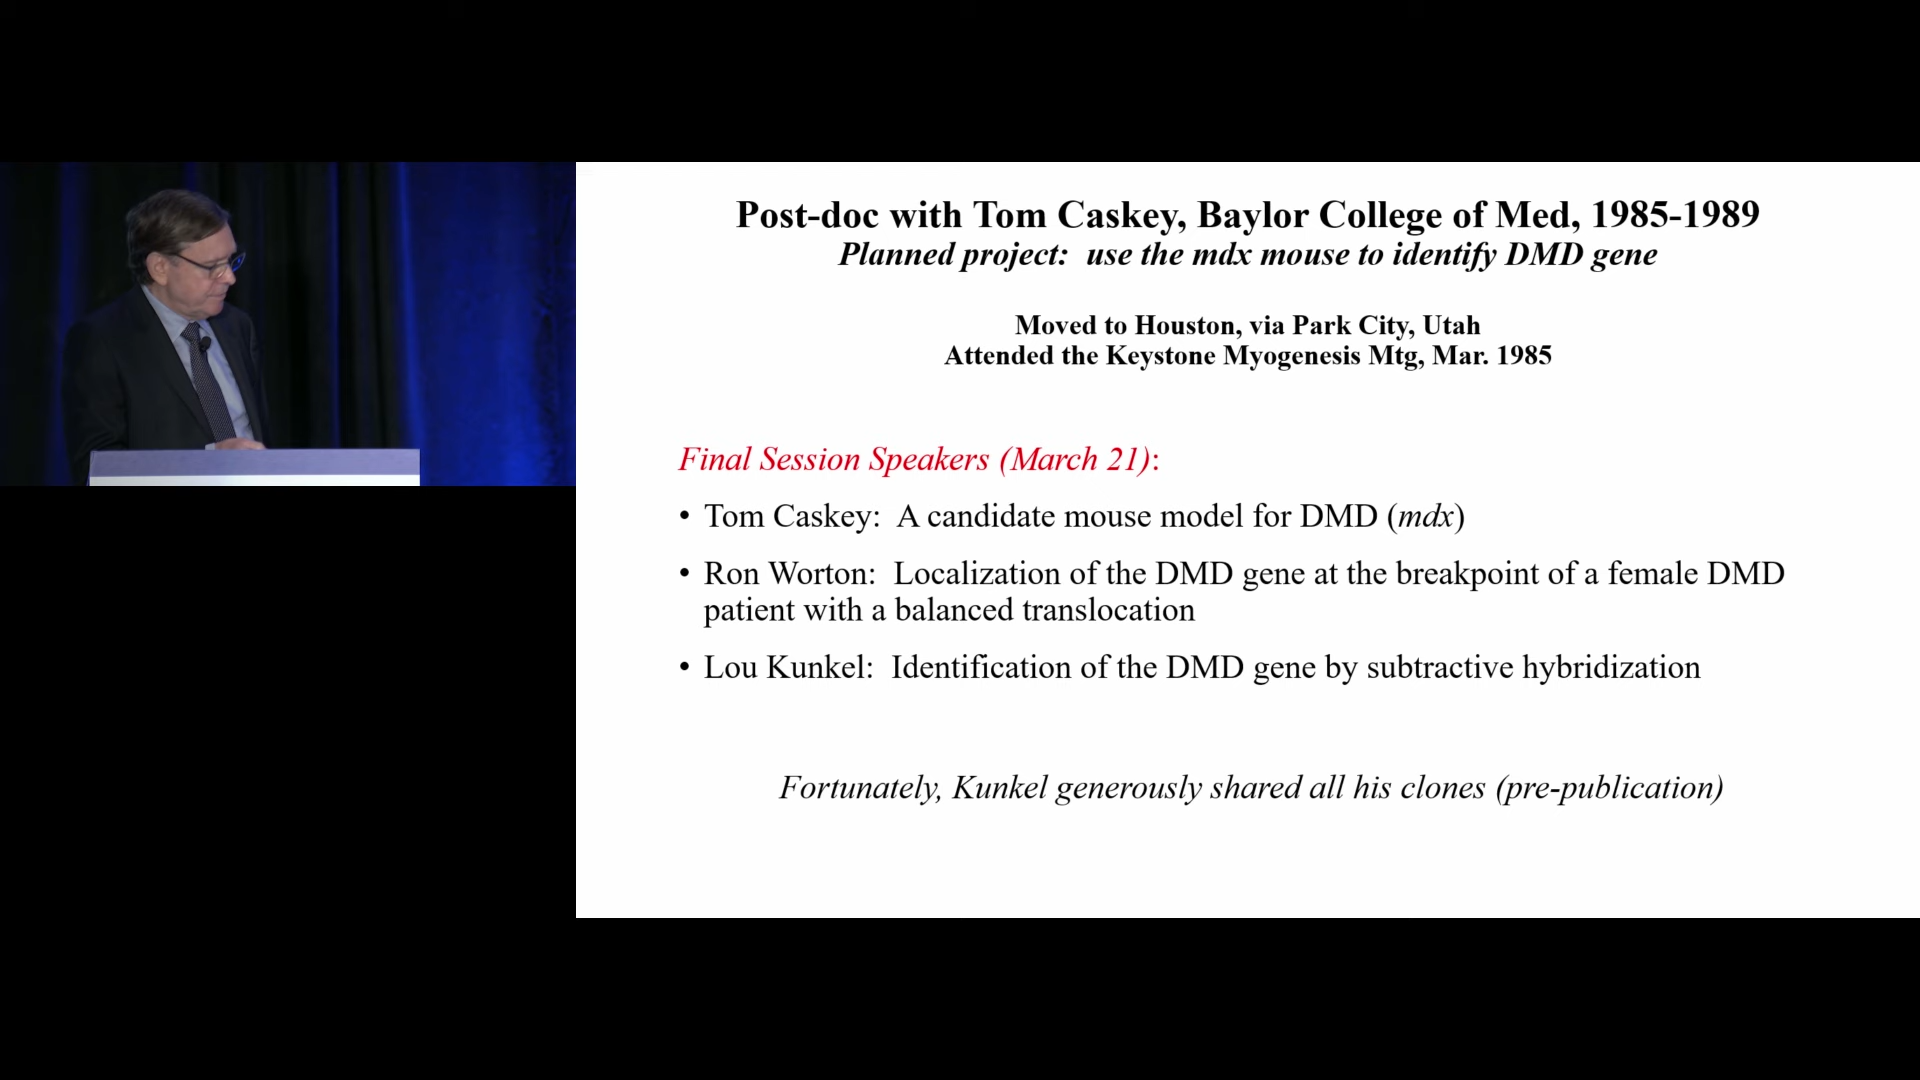 Post-doc with Tom Caskey, Baylor College of Med, 1985-1989
Planned project:  use the mdx mouse to identify DMD gene
Moved to Houston, via Park City, Utah
Attended the Keystone Myogenesis Mtg, Mar. 1985
Final Session Speakers (March 21):
• Tom Caskey:  A candidate mouse model for DMD (mdx)
• Ron Worton:  Localization of the DMD gene at the breakpoint of a female DMD
patient with a balanced translocation
• Lou Kunkel:  Identification of the DMD gene by subtractive hybridization
Fortunately, Kunkel generously shared all his clones (pre-publication)